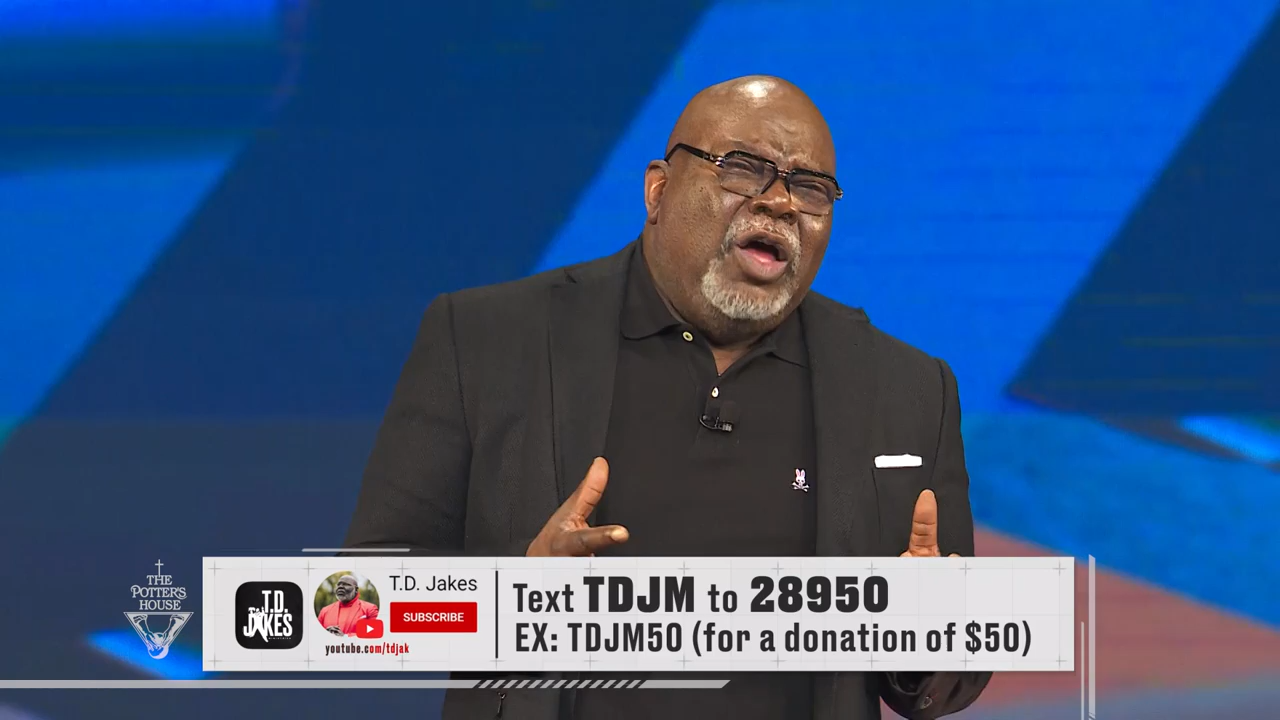 THE
POTTER'S
HOUSE
T.D.
JAKES
T.D. Jakes
SUBSCRIBE
youtube.com/tdjak
Text TDJM to 28950
EX: TDJM50 (for a donation of $50)